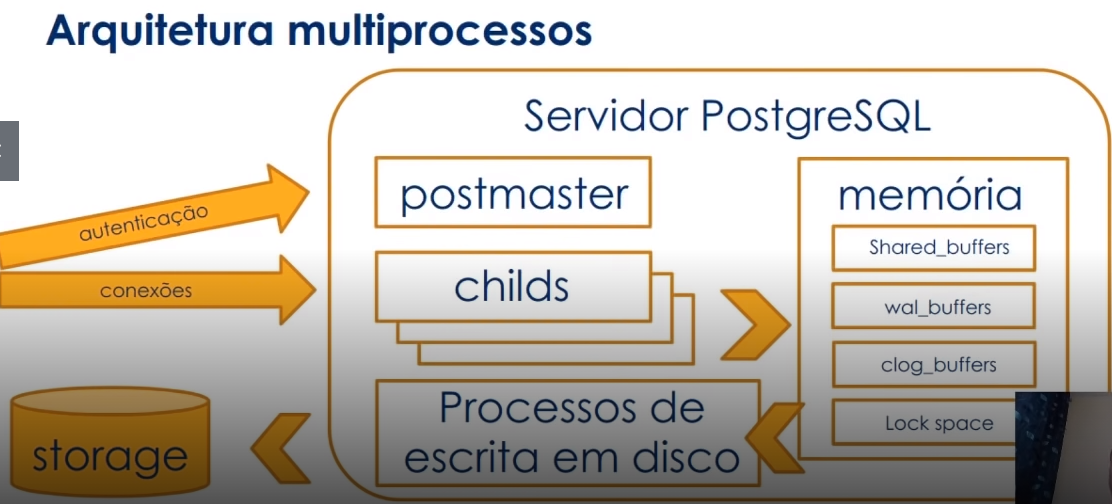 Arquitetura multiprocessos
Servidor PostgreSQL
autenticação
conexões
postmaster
childs
memória
Shared_buffers
wal_buffers
clog_buffers
Lock space
Processos de
escrita em disco
storage